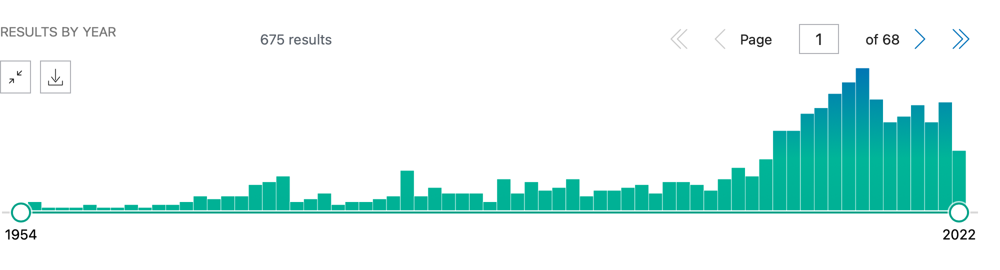 RESULTS BY YEAR
675 results
Page 1 of 68
1954
2022